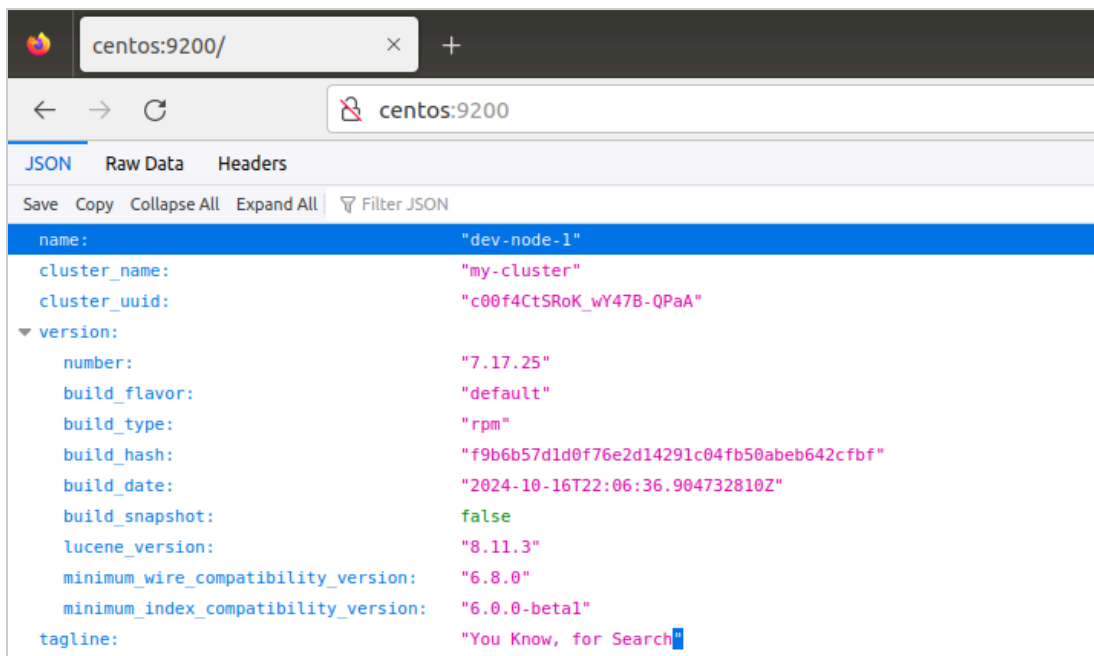 centos:9200/
centos:9200
JSON Raw Data Headers
Save Copy Collapse All Expand All Filter JSON
name: "dev-node-1"
cluster_name: "my-cluster"
cluster_uuid: "c00f4CtSRoK_wY47B-QPaA"
version:
number: "7.17.25"
build_flavor: "default"
build_type: "rpm"
build_hash: "f9b6b57d1d0f76e2d14291c04fb50abeb642cfbf"
build_date: "2024-10-16T22:06:36.904732810Z"
build_snapshot: false
lucene_version: "8.11.3"
minimum_wire_compatibility_version: "6.8.0"
minimum_index_compatibility_version: "6.0.0-beta1"
tagline: "You Know, for Search"